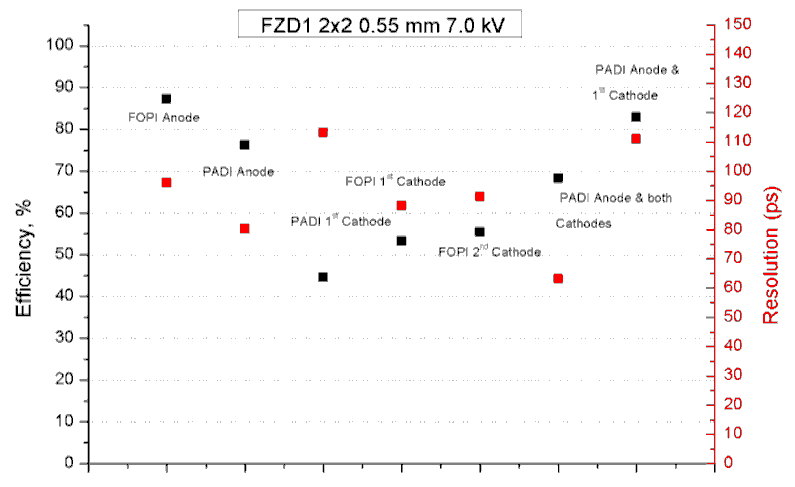 FZD1 2x2 0.55 mm 7.0 kV
Efficiency, %
100
90
80
70
60
50
40
30
20
10
0
FOPI Anode
PADI Anode
PADI 1st Cathode
FOPI 1st Cathode
FOPI 2nd Cathode
PADI Anode & both
Cathodes
PADI Anode &
1st Cathode
150
140
130
120
110
100
90
80
70
60
50
40
30
20
10
0
Resolution (ps)